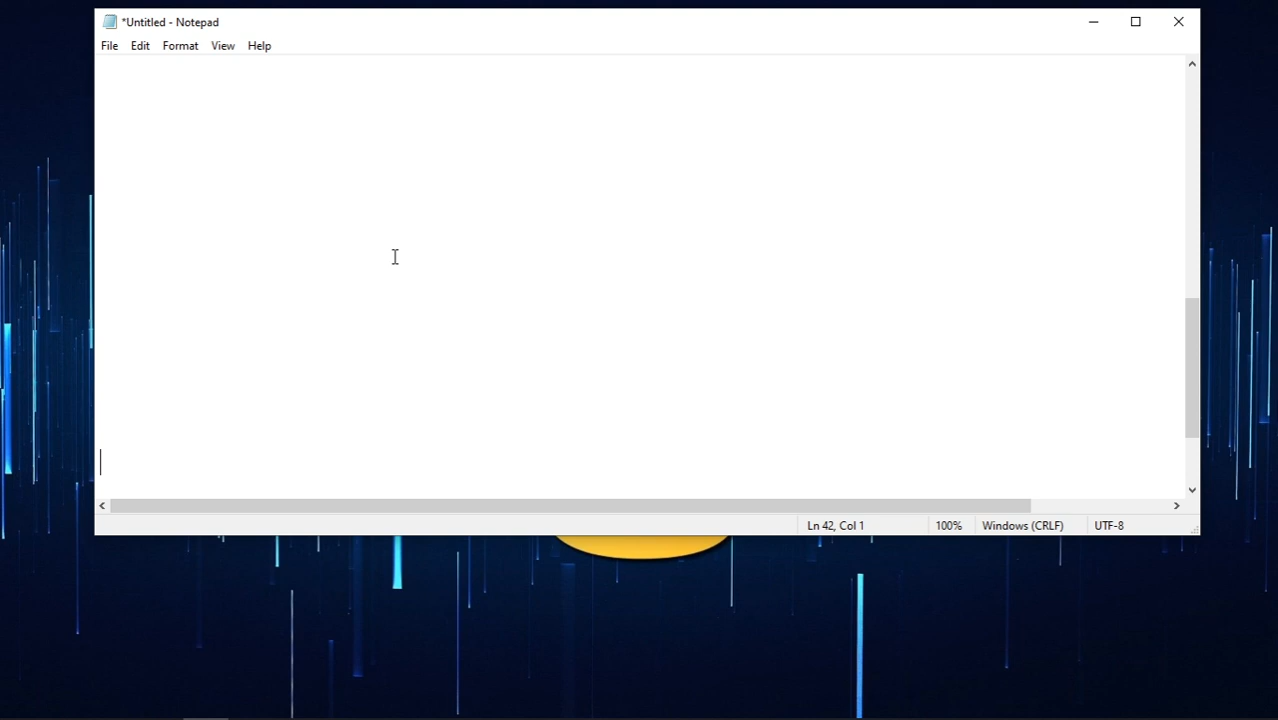 *Untitled - Notepad
File Edit Format View Help
Ln 42, Col 1 100% Windows (CRLF) UTF-8